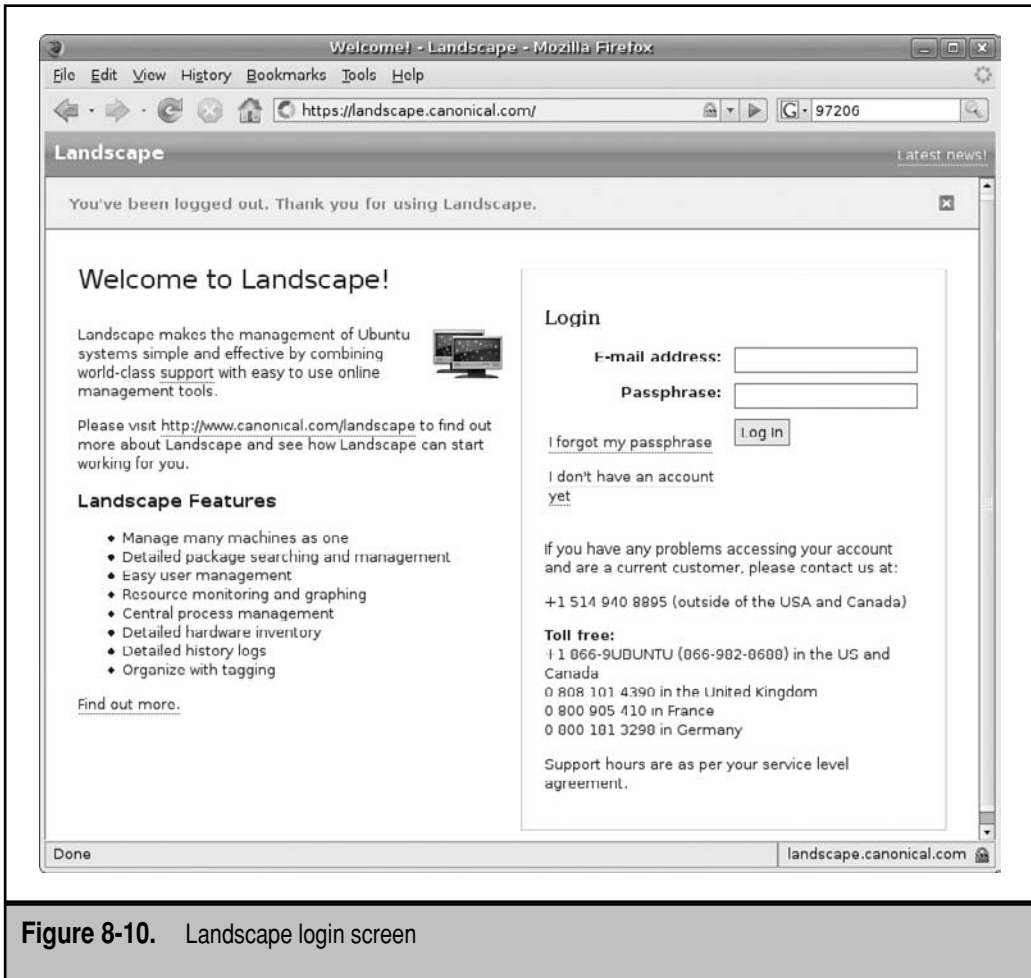 Welcome! - Landscape - Mozilla Firefox
File Edit View History Bookmarks Tools Help
https://landscape.canonical.com/
G 97206
Landscape
Latest news!
You've been logged out. Thank you for using Landscape.
Welcome to Landscape!
Landscape makes the management of Ubuntu
systems simple and effective by combining
world-class support with easy to use online
management tools.
Please visit http://www.canonical.com/landscape to find out
more about Landscape and see how Landscape can start
working for you.
Landscape Features
Manage many machines as one
Detailed package searching and management
Easy user management
Resource monitoring and graphing
Central process management
Detailed hardware inventory
Detailed history logs
Organize with tagging
Find out more.
Login
E-mail address:
Passphrase:
Log In
I forgot my passphrase
I don't have an account
yet
If you have any problems accessing your account
and are a current customer, please contact us at:
+1 514 940 8895 (outside of the USA and Canada)
Toll free:
+1 866-9UBUNTU (866-982-8688) in the US and
Canada
0 808 101 4390 in the United Kingdom
0 800 905 410 in France
0 800 181 3298 in Germany
Support hours are as per your service level
agreement.
Done
landscape.canonical.com
Figure 8-10. Landscape login screen